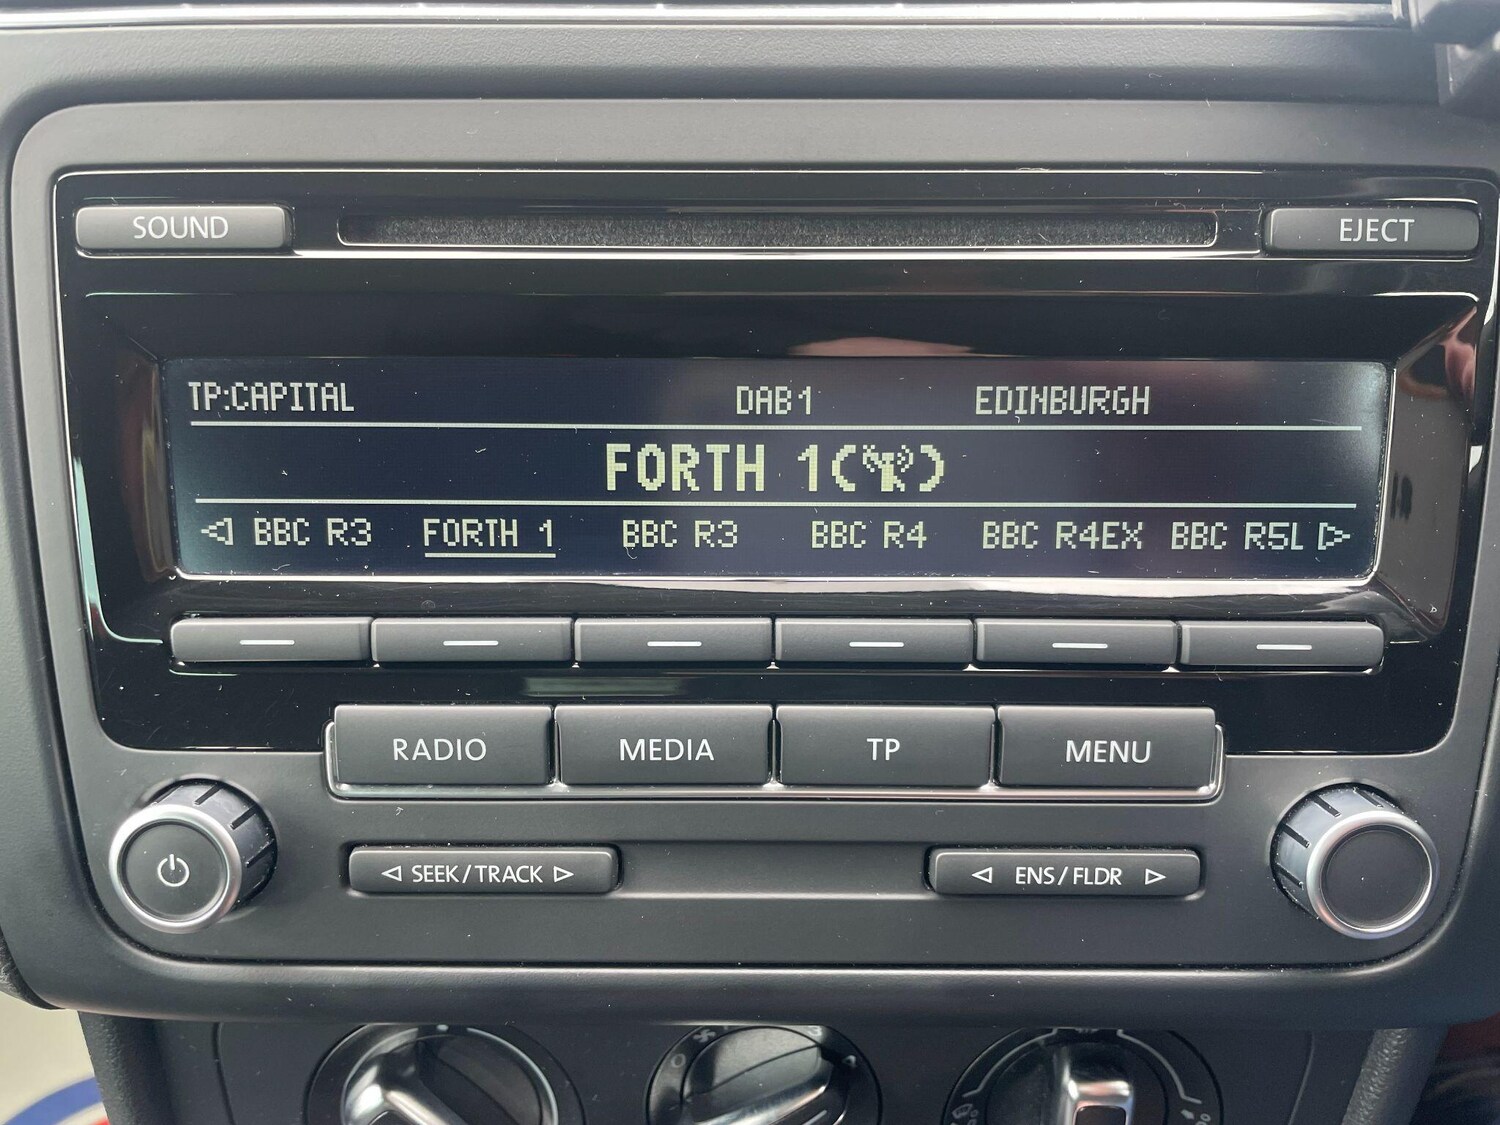 SOUND
EJECT
TP:CAPITAL DAB1 EDINBURGH
FORTH 1
BBC R3 FORTH 1 BBC R3 BBC R4 BBC R4EX BBC R5L
RADIO MEDIA TP MENU
SEEK/TRACK ENS/FLDR